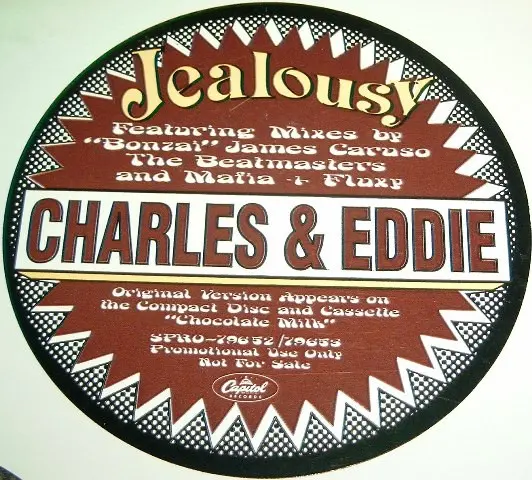 Jealousy
Featuring Mixes by
"Bonzai" James Caruso
The Beatmasters
and Mafia + Fluxy
CHARLES & EDDIE
Original Version Appears on
the Compact Disc and Cassette
"Chocolate Milk"
SPRO-79652/79653
Promotional Use Only
Not For Sale
Capitol
RECORDS